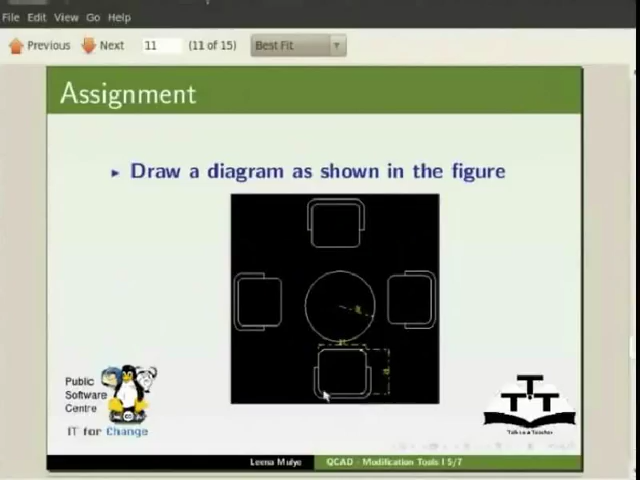 File Edit View Go Help
Previous Next 11 (11 of 15) Best Fit
Assignment
Draw a diagram as shown in the figure
Public
Software
Centre
IT for Change
TTT
Talk to a Teacher
Leena Mulye QCAD - Modification Tools I 5/7